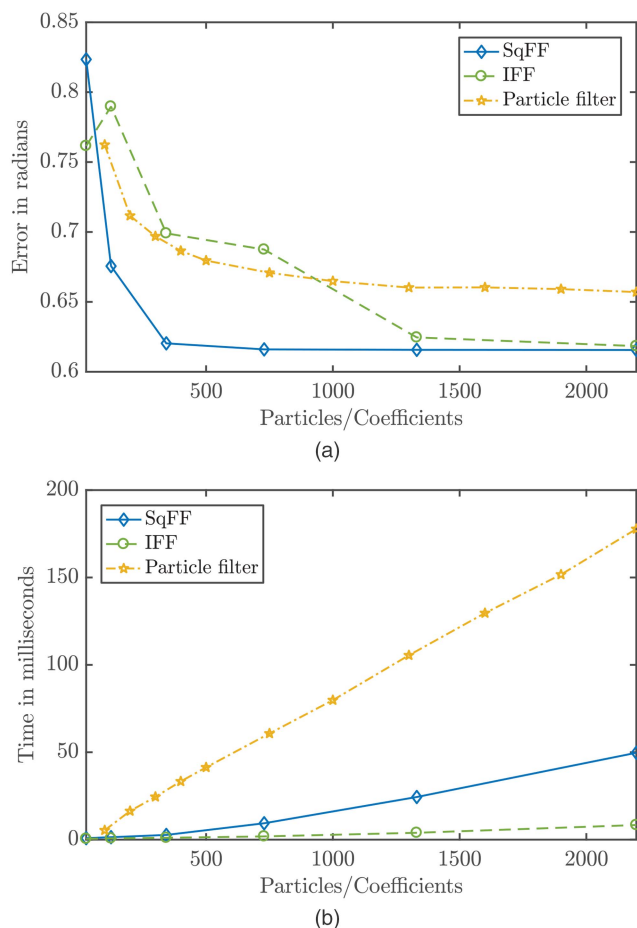 0.85
0.8
0.75
0.7
0.65
0.6
Error in radians
SqFF
IFF
Particle filter
500
1000
1500
2000
Particles/Coefficients
(a)
200
150
100
50
0
Time in milliseconds
SqFF
IFF
Particle filter
500
1000
1500
2000
Particles/Coefficients
(b)